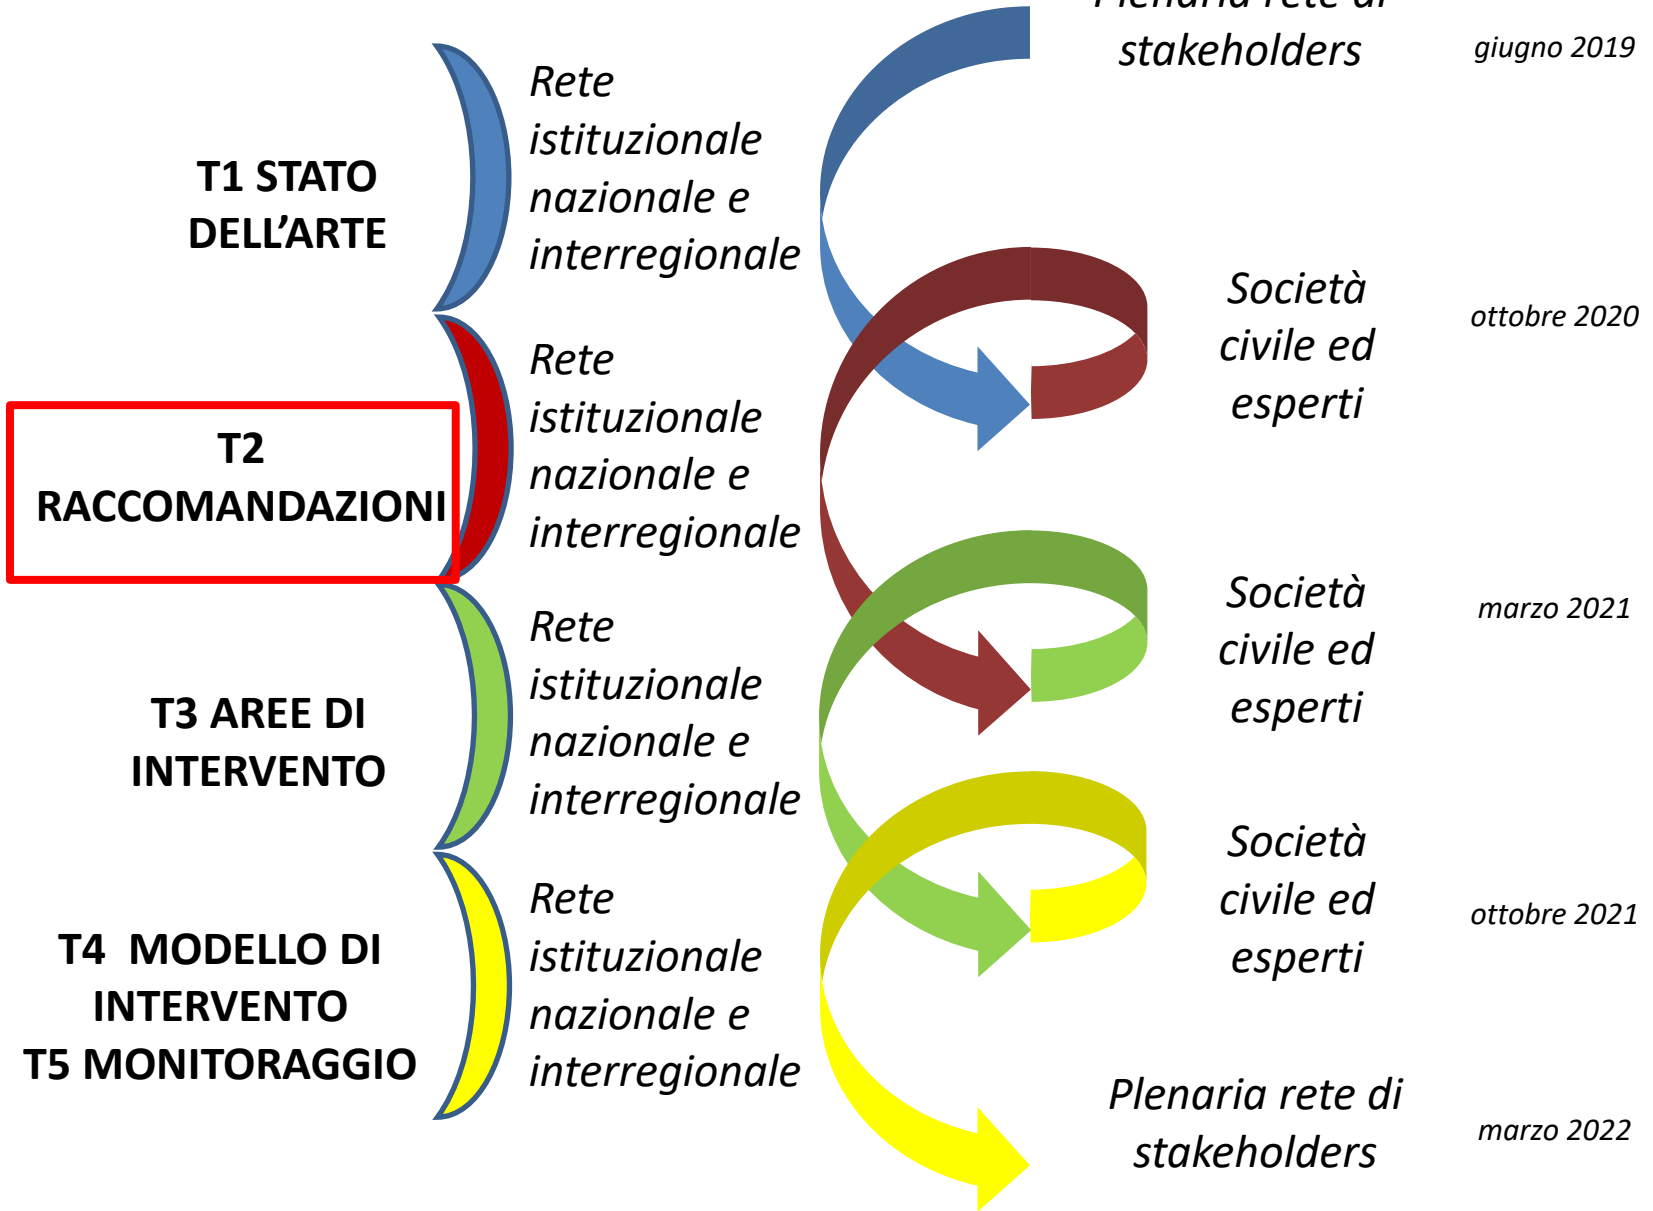 Plenaria rete di
stakeholders
giugno 2019
T1 STATO
DELL’ARTE
Rete
istituzionale
nazionale e
interregionale
Società
civile ed
esperti
ottobre 2020
T2
RACCOMANDAZIONI
Rete
istituzionale
nazionale e
interregionale
Società
civile ed
esperti
marzo 2021
T3 AREE DI
INTERVENTO
Rete
istituzionale
nazionale e
interregionale
Società
civile ed
esperti
ottobre 2021
T4  MODELLO DI
INTERVENTO
T5 MONITORAGGIO
Rete
istituzionale
nazionale e
interregionale
Plenaria rete di
stakeholders
marzo 2022